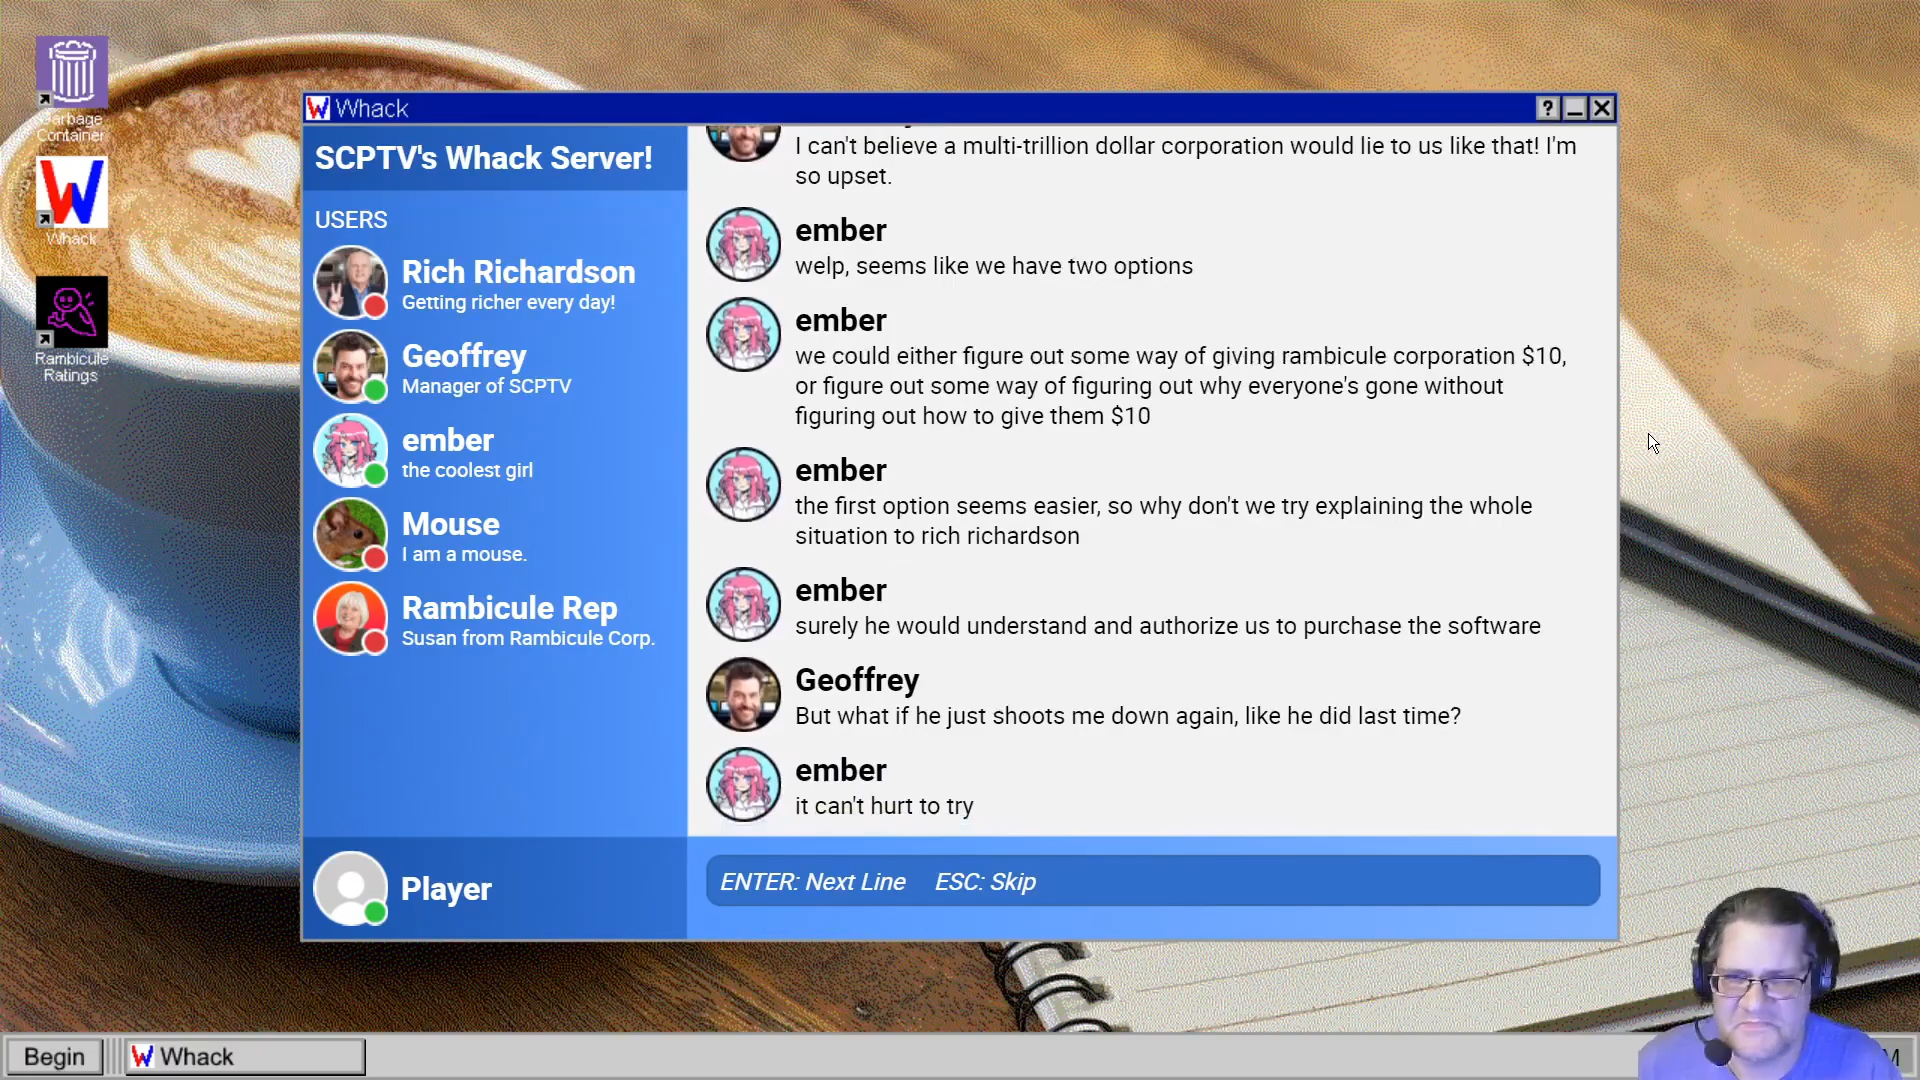 Garbage
Container
Whack
Rambicule
Ratings
Whack
SCPTV's Whack Server!
USERS
Rich Richardson
Getting richer every day!
Geoffrey
Manager of SCPTV
ember
the coolest girl
Mouse
I am a mouse.
Rambicule Rep
Susan from Rambicule Corp.
Player
I can't believe a multi-trillion dollar corporation would lie to us like that! I'm
so upset.
ember
welp, seems like we have two options
ember
we could either figure out some way of giving rambicule corporation $10,
or figure out some way of figuring out why everyone's gone without
figuring out how to give them $10
ember
the first option seems easier, so why don't we try explaining the whole
situation to rich richardson
ember
surely he would understand and authorize us to purchase the software
Geoffrey
But what if he just shoots me down again, like he did last time?
ember
it can't hurt to try
ENTER: Next Line ESC: Skip
Begin
Whack